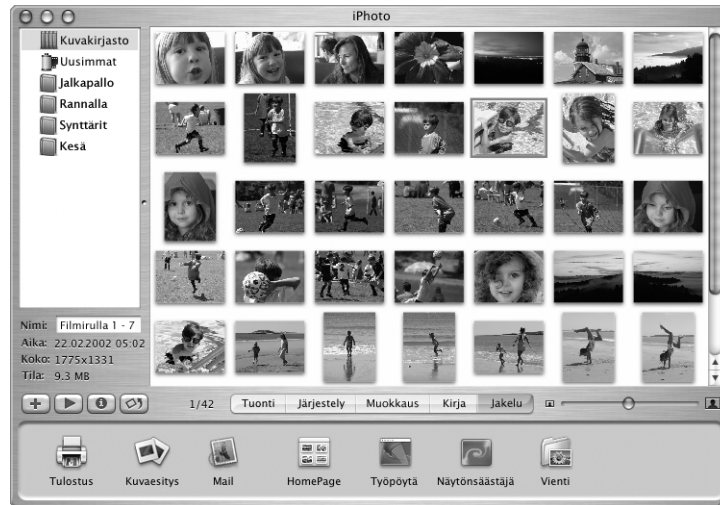 iPhoto
Kuvakirjasto
Uusimmat
Jalkapallo
Rannalla
Synttärit
Kesä
Nimi: Filmirulla 1 - 7
Aika: 22.02.2002 05:02
Koko: 1775x1331
Tila: 9.3 MB
1/42 Tuonti Järjestely Muokkaus Kirja Jakelu
Tulostus Kuvaesitys Mail HomePage Työpöytä Näytönsäästäjä Vienti